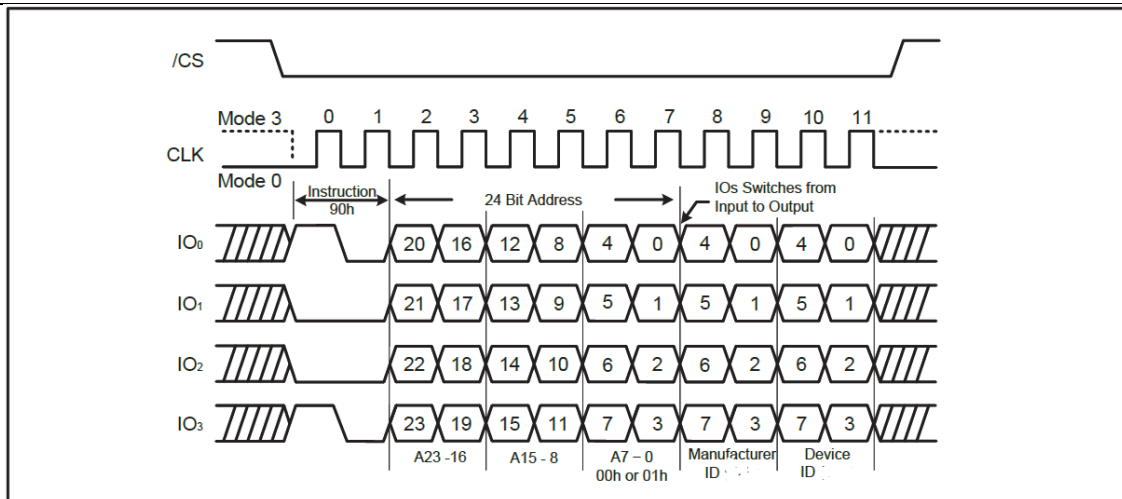 /CS
Mode 3 0 1 2 3 4 5 6 7 8 9 10 11
CLK
Mode 0
Instruction
90h
24 Bit Address
IOs Switches from
Input to Output
IO0 20 16 12 8 4 0 4 0 4 0
IO1 21 17 13 9 5 1 5 1 5 1
IO2 22 18 14 10 6 2 6 2 6 2
IO3 23 19 15 11 7 3 7 3 7 3
A23 -16 A15 - 8 A7 – 0 Manufacturer Device
00h or 01h ID ID